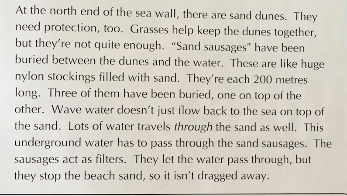 At the north end of the sea wall, there are sand dunes.  They
need protection, too.  Grasses help keep the dunes together,
but they're not quite enough.  “Sand sausages” have been
buried between the dunes and the water.  These are like huge
nylon stockings filled with sand.  They're each 200 metres
long.  Three of them have been buried, one on top of the
other.  Wave water doesn't just flow back to the sea on top of
the sand.  Lots of water travels through the sand as well.  This
underground water has to pass through the sand sausages.  The
sausages act as filters.  They let the water pass through, but
they stop the beach sand, so it isn't dragged away.